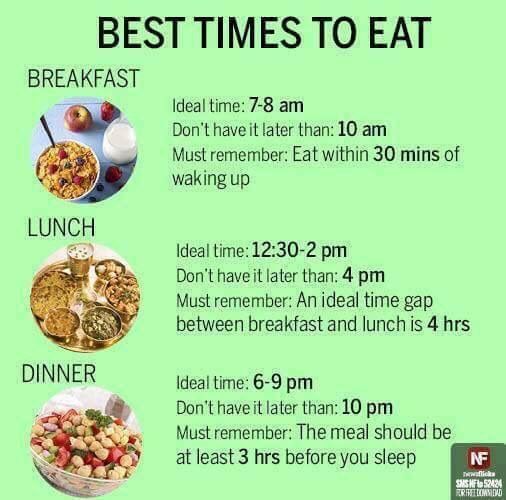 BEST TIMES TO EAT
BREAKFAST
Ideal time: 7-8 am
Don't have it later than: 10 am
Must remember: Eat within 30 mins of
waking up
LUNCH
Ideal time: 12:30-2 pm
Don't have it later than: 4 pm
Must remember: An ideal time gap
between breakfast and lunch is 4 hrs
DINNER
Ideal time: 6-9 pm
Don't have it later than: 10 pm
Must remember: The meal should be
at least 3 hrs before you sleep
NF
newsflicks
SMS NF to 52424
FOR FREE DOWNLOAD